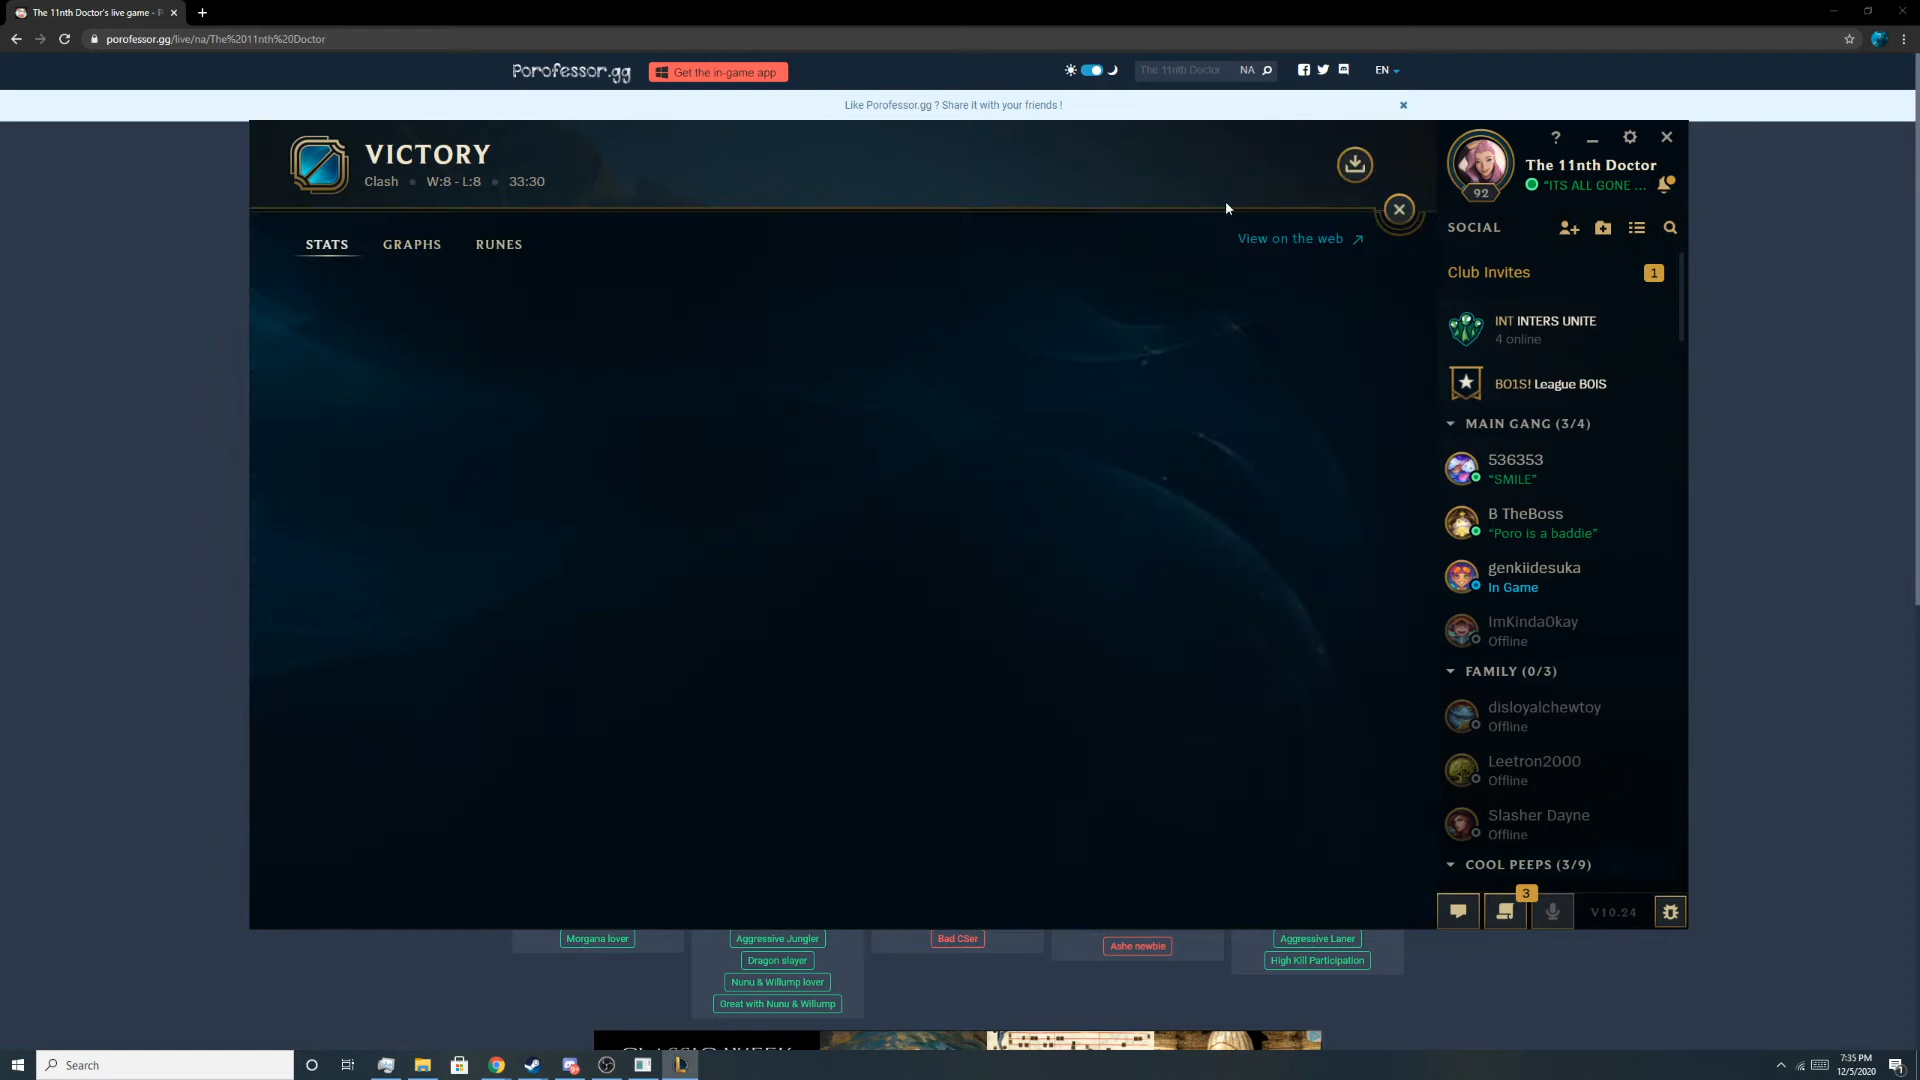 The 11nth Doctor's live game - P
porofessor.gg/live/na/The%2011nth%20Doctor
Porofessor.gg
Get the in-game app
The 11nth Doctor
NA
EN
Like Porofessor.gg ? Share it with your friends !
VICTORY
Clash
W:8 - L:8
33:30
STATS
GRAPHS
RUNES
View on the web
92
The 11nth Doctor
“ITS ALL GONE ...
SOCIAL
Club Invites
1
INT INTERS UNITE
4 online
BO1S! League BOIS
MAIN GANG (3/4)
536353
“SMILE”
B TheBoss
“Poro is a baddie”
genkiidesuka
In Game
ImKindaOkay
Offline
FAMILY (0/3)
disloyalchewtoy
Offline
Leetron2000
Offline
Slasher Dayne
Offline
COOL PEEPS (3/9)
3
V10.24
Morgana lover
Aggressive Jungler
Dragon slayer
Nunu & Willump lover
Great with Nunu & Willump
Bad CSer
Ashe newbie
Aggressive Laner
High Kill Participation
Search
7:35 PM
12/5/2020